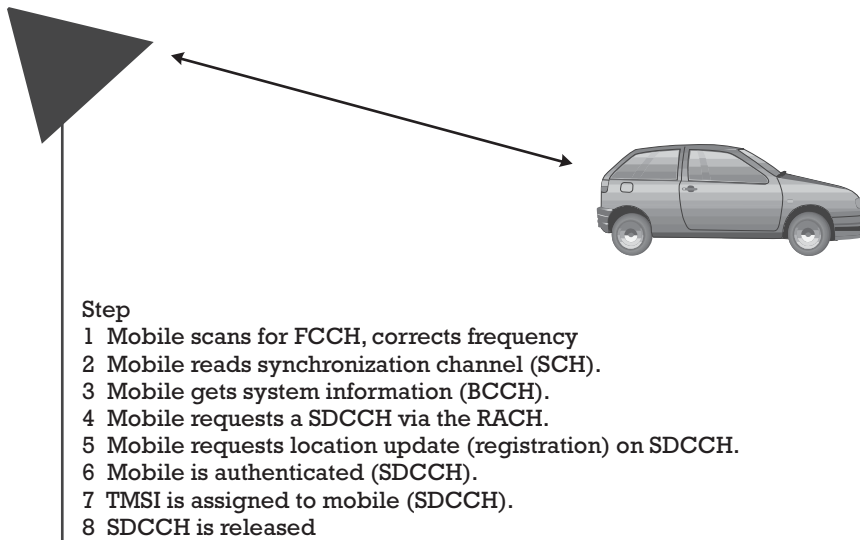 Step
1 Mobile scans for FCCH, corrects frequency
2 Mobile reads synchronization channel (SCH).
3 Mobile gets system information (BCCH).
4 Mobile requests a SDCCH via the RACH.
5 Mobile requests location update (registration) on SDCCH.
6 Mobile is authenticated (SDCCH).
7 TMSI is assigned to mobile (SDCCH).
8 SDCCH is released